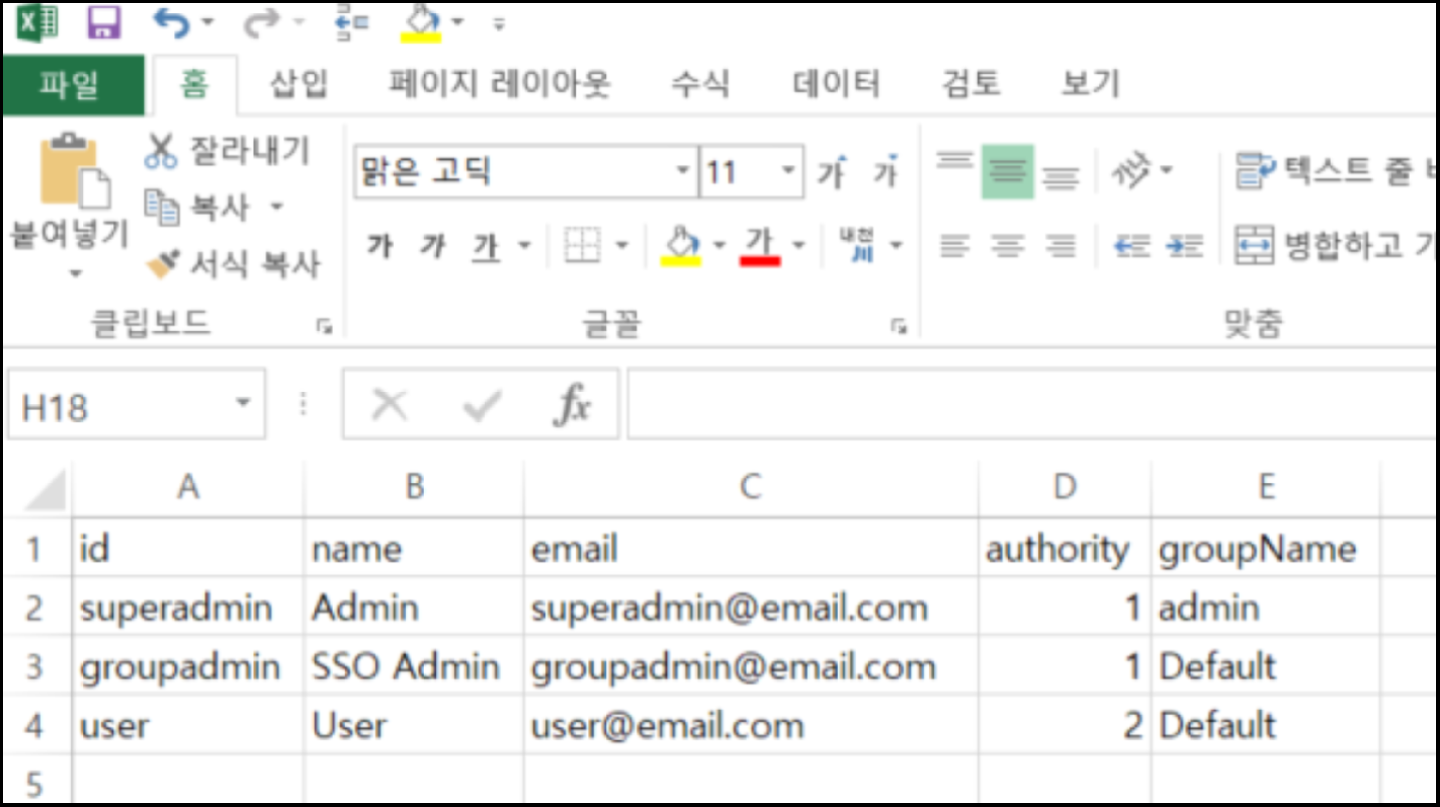 파일 홈 삽입 페이지 레이아웃 수식 데이터 검토 보기
붙여넣기
잘라내기
복사
서식 복사
클립보드
맑은 고딕 11 가 가
가 가 가 가 내천 川
글꼴
텍스트 줄
병합하고
맞춤
H18 fx
A B C D E
1 id name email authority groupName
2 superadmin Admin superadmin@email.com 1 admin
3 groupadmin SSO Admin groupadmin@email.com 1 Default
4 user User user@email.com 2 Default
5